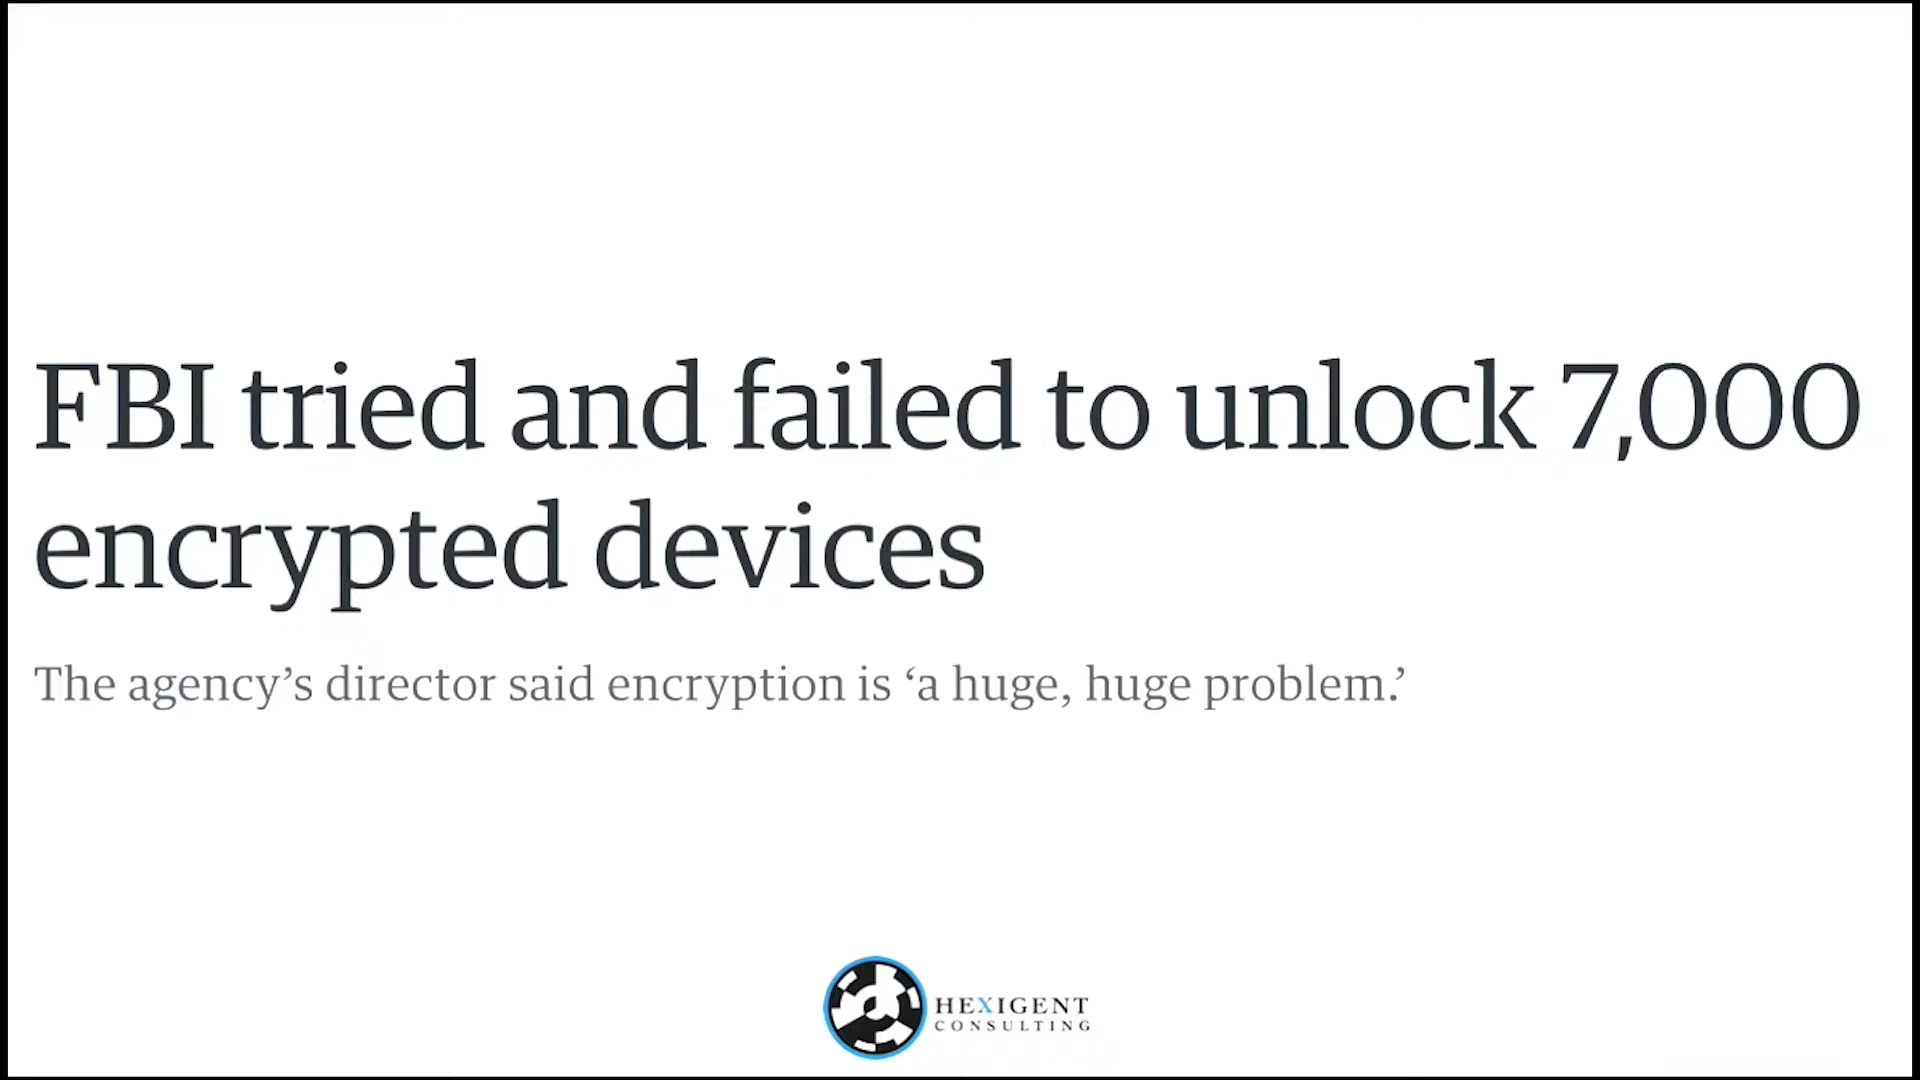 FBI tried and failed to unlock 7,000
encrypted devices
The agency’s director said encryption is ‘a huge, huge problem.’
HEXIGENT
CONSULTING